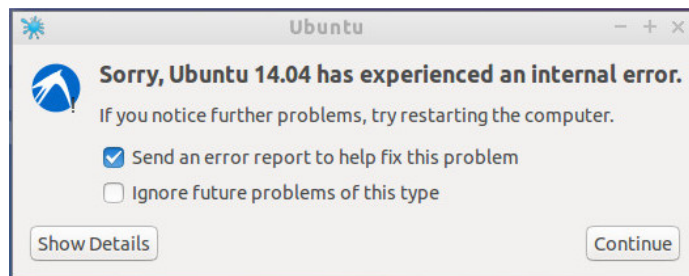 Ubuntu
Sorry, Ubuntu 14.04 has experienced an internal error.
If you notice further problems, try restarting the computer.
Send an error report to help fix this problem
Ignore future problems of this type
Show Details
Continue